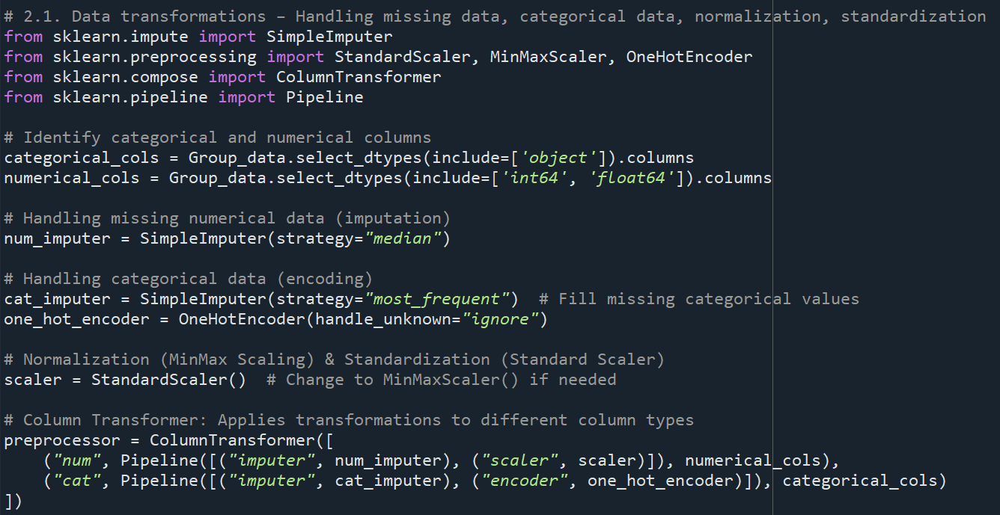 # 2.1. Data transformations – Handling missing data, categorical data, normalization, standardization
from sklearn.impute import SimpleImputer
from sklearn.preprocessing import StandardScaler, MinMaxScaler, OneHotEncoder
from sklearn.compose import ColumnTransformer
from sklearn.pipeline import Pipeline

# Identify categorical and numerical columns
categorical_cols = Group_data.select_dtypes(include=['object']).columns
numerical_cols = Group_data.select_dtypes(include=['int64', 'float64']).columns

# Handling missing numerical data (imputation)
num_imputer = SimpleImputer(strategy="median")

# Handling categorical data (encoding)
cat_imputer = SimpleImputer(strategy="most_frequent")  # Fill missing categorical values
one_hot_encoder = OneHotEncoder(handle_unknown="ignore")

# Normalization (MinMax Scaling) & Standardization (Standard Scaler)
scaler = StandardScaler()  # Change to MinMaxScaler() if needed

# Column Transformer: Applies transformations to different column types
preprocessor = ColumnTransformer([
    ("num", Pipeline([("imputer", num_imputer), ("scaler", scaler)]), numerical_cols),
    ("cat", Pipeline([("imputer", cat_imputer), ("encoder", one_hot_encoder)]), categorical_cols)
])